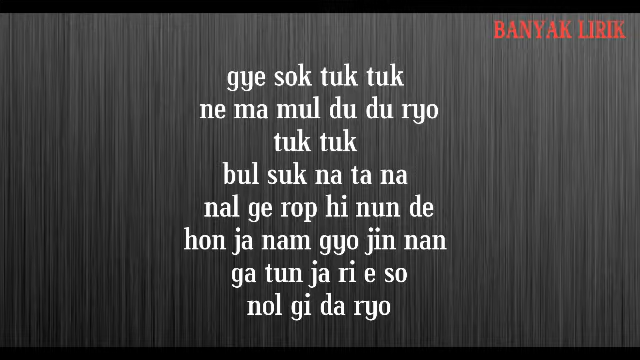 BANYAK LIRIK
gye sok tuk tuk
ne ma mul du du ryo
tuk tuk
bul suk na ta na
nal ge rop hi nun de
hon ja nam gyo jin nan
ga tun ja ri e so
nol gi da ryo